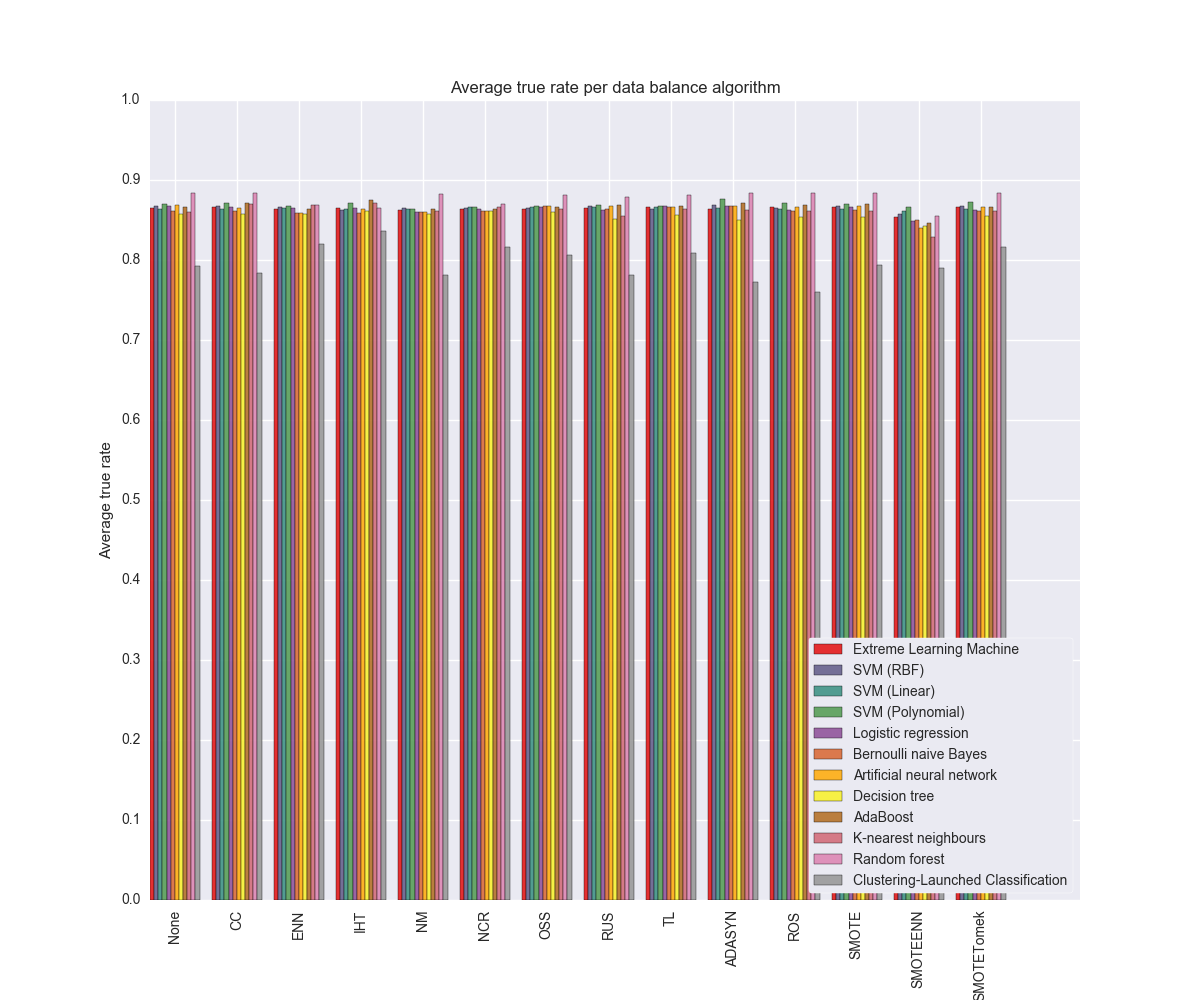 Average true rate per data balance algorithm
1.0
0.9
0.8
0.7
0.6
0.5
0.4
0.3
0.2
0.1
0.0
Average true rate
Extreme Learning Machine
SVM (RBF)
SVM (Linear)
SVM (Polynomial)
Logistic regression
Bernoulli naive Bayes
Artificial neural network
Decision tree
AdaBoost
K-nearest neighbours
Random forest
Clustering-Launched Classification
None
CC
ENN
IHT
NM
NCR
OSS
RUS
TL
ADASYN
ROS
SMOTE
SMOTEENN
SMOTETomek